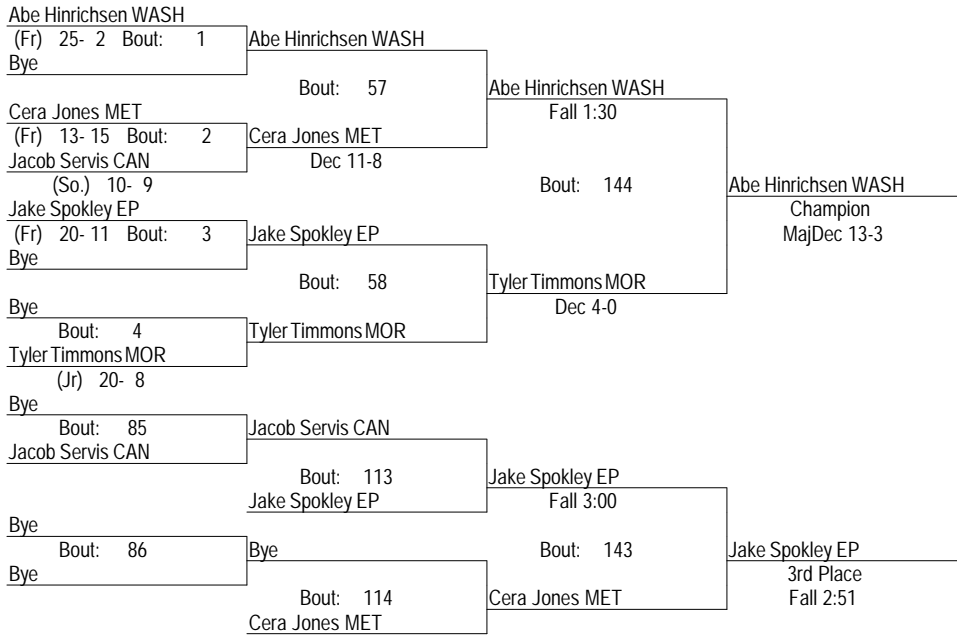 Abe Hinrichsen WASH
(Fr) 25- 2 Bout: 1
Abe Hinrichsen WASH
Bye
Bout: 57
Abe Hinrichsen WASH
Cera Jones MET
Fall 1:30
(Fr) 13- 15 Bout: 2
Cera Jones MET
Jacob Servis CAN
Dec 11-8
(So.) 10- 9
Bout: 144
Abe Hinrichsen WASH
Jake Spokley EP
Champion
(Fr) 20- 11 Bout: 3
Jake Spokley EP
MajDec 13-3
Bye
Bout: 58
Tyler Timmons MOR
Bye
Dec 4-0
Bout: 4
Tyler Timmons MOR
Tyler Timmons MOR
(Jr) 20- 8
Bye
Bout: 85
Jacob Servis CAN
Jacob Servis CAN
Bout: 113
Jake Spokley EP
Jake Spokley EP
Fall 3:00
Bye
Bout: 86
Bye
Bout: 143
Jake Spokley EP
Bye
3rd Place
Bout: 114
Cera Jones MET
Fall 2:51
Cera Jones MET